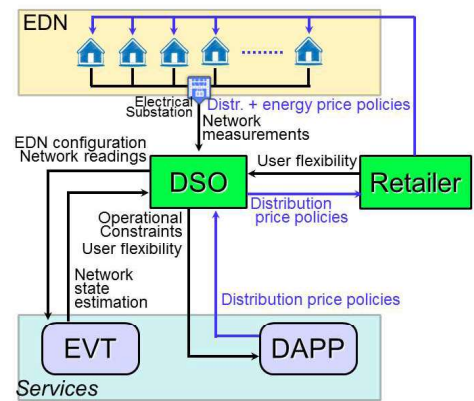 EDN
Electrical
Substation
Distr. + energy price policies
Network
measurements
EDN configuration
Network readings
User flexibility
DSO
Retailer
Distribution
price policies
Operational
Constraints
User flexibility
Network
state
estimation
Distribution price policies
EVT
DAPP
Services